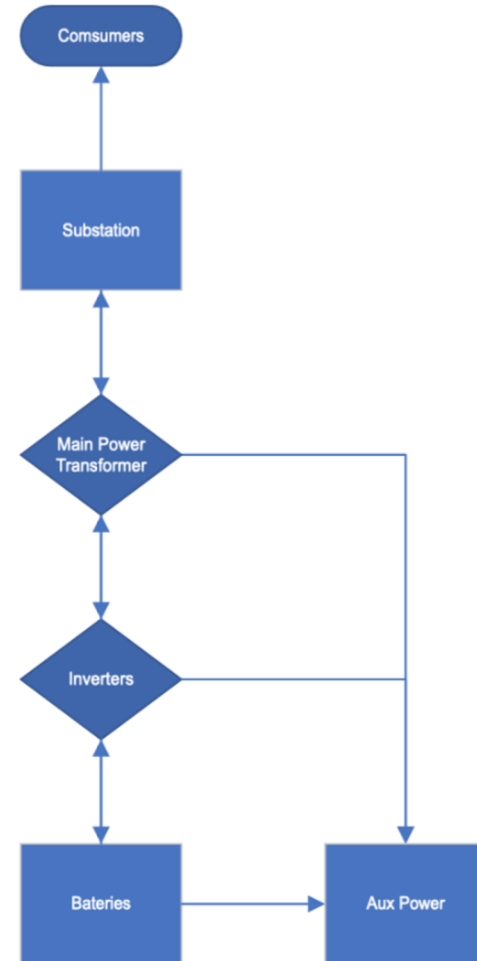 Comsumers
Substation
Main Power
Transformer
Inverters
Bateries
Aux Power